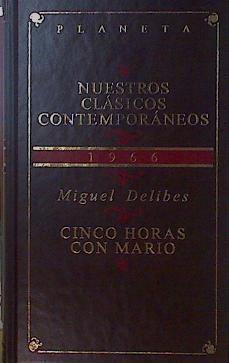 PLANETA
NUESTROS
CLÁSICOS
CONTEMPORÁNEOS
1966
Miguel Delibes
CINCO HORAS
CON MARIO